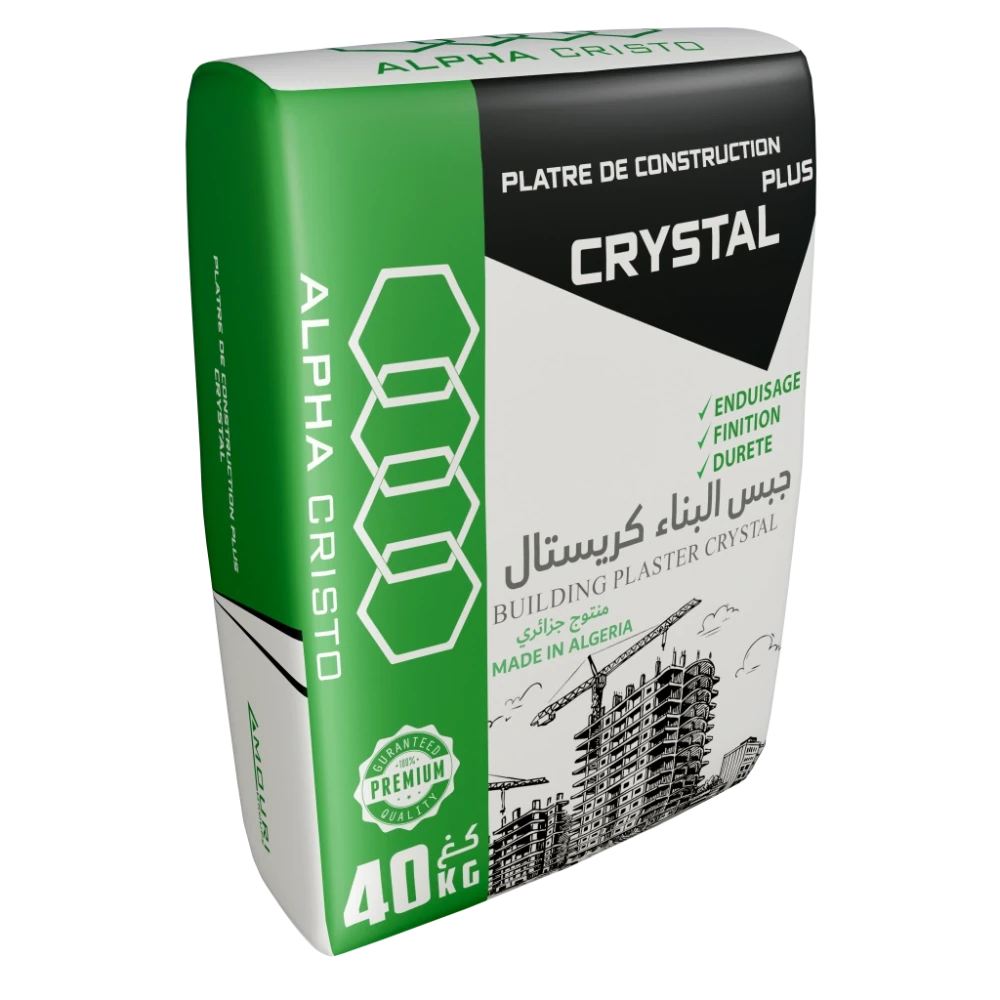 ALPHA CRISTO
PLATRE DE CONSTRUCTION
PLUS
CRYSTAL
✓ ENDUISAGE
✓ FINITION
✓ DURETE
جبس البناء كريستال
BUILDING PLASTER CRYSTAL
منتوج جزائري
MADE IN ALGERIA
ALPHA CRISTO
GURANTEED
100%
PREMIUM
QUALITY
40 كغ
KG
PLATRE DE CONSTRUCTION PLUS
CRYSTAL